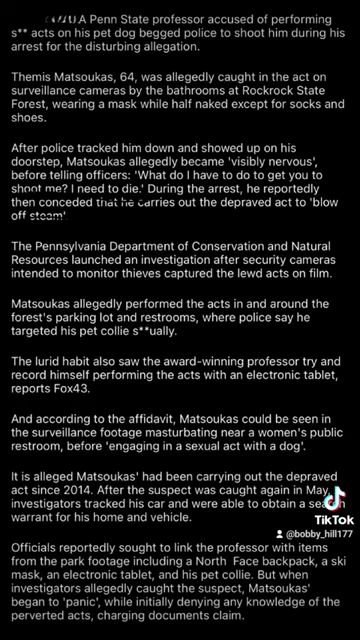 A Penn State professor accused of performing
s** acts on his pet dog begged police to shoot him during his
arrest for the disturbing allegation.
Themis Matsoukas, 64, was allegedly caught in the act on
surveillance cameras by the bathrooms at Rockrock State
Forest, wearing a mask while half naked except for socks and
shoes.
After police tracked him down and showed up on his
doorstep, Matsoukas allegedly became 'visibly nervous',
before telling officers: 'What do I have to do to get you to
shoot me? I need to die.' During the arrest, he reportedly
then conceded that he carries out the depraved act to 'blow
off steam'
The Pennsylvania Department of Conservation and Natural
Resources launched an investigation after security cameras
intended to monitor thieves captured the lewd acts on film.
Matsoukas allegedly performed the acts in and around the
forest's parking lot and restrooms, where police say he
targeted his pet collie s**ually.
The lurid habit also saw the award-winning professor try and
record himself performing the acts with an electronic tablet,
reports Fox43.
And according to the affidavit, Matsoukas could be seen in
the surveillance footage masturbating near a women's public
restroom, before 'engaging in a sexual act with a dog'.
It is alleged Matsoukas' had been carrying out the depraved
act since 2014. After the suspect was caught again in May,
investigators tracked his car and were able to obtain a search
warrant for his home and vehicle.
TikTok
@bobby_hill177
Officials reportedly sought to link the professor with items
from the park footage including a North Face backpack, a ski
mask, an electronic tablet, and his pet collie. But when
investigators allegedly caught the suspect, Matsoukas'
began to 'panic', while initially denying any knowledge of the
perverted acts, charging documents claim.